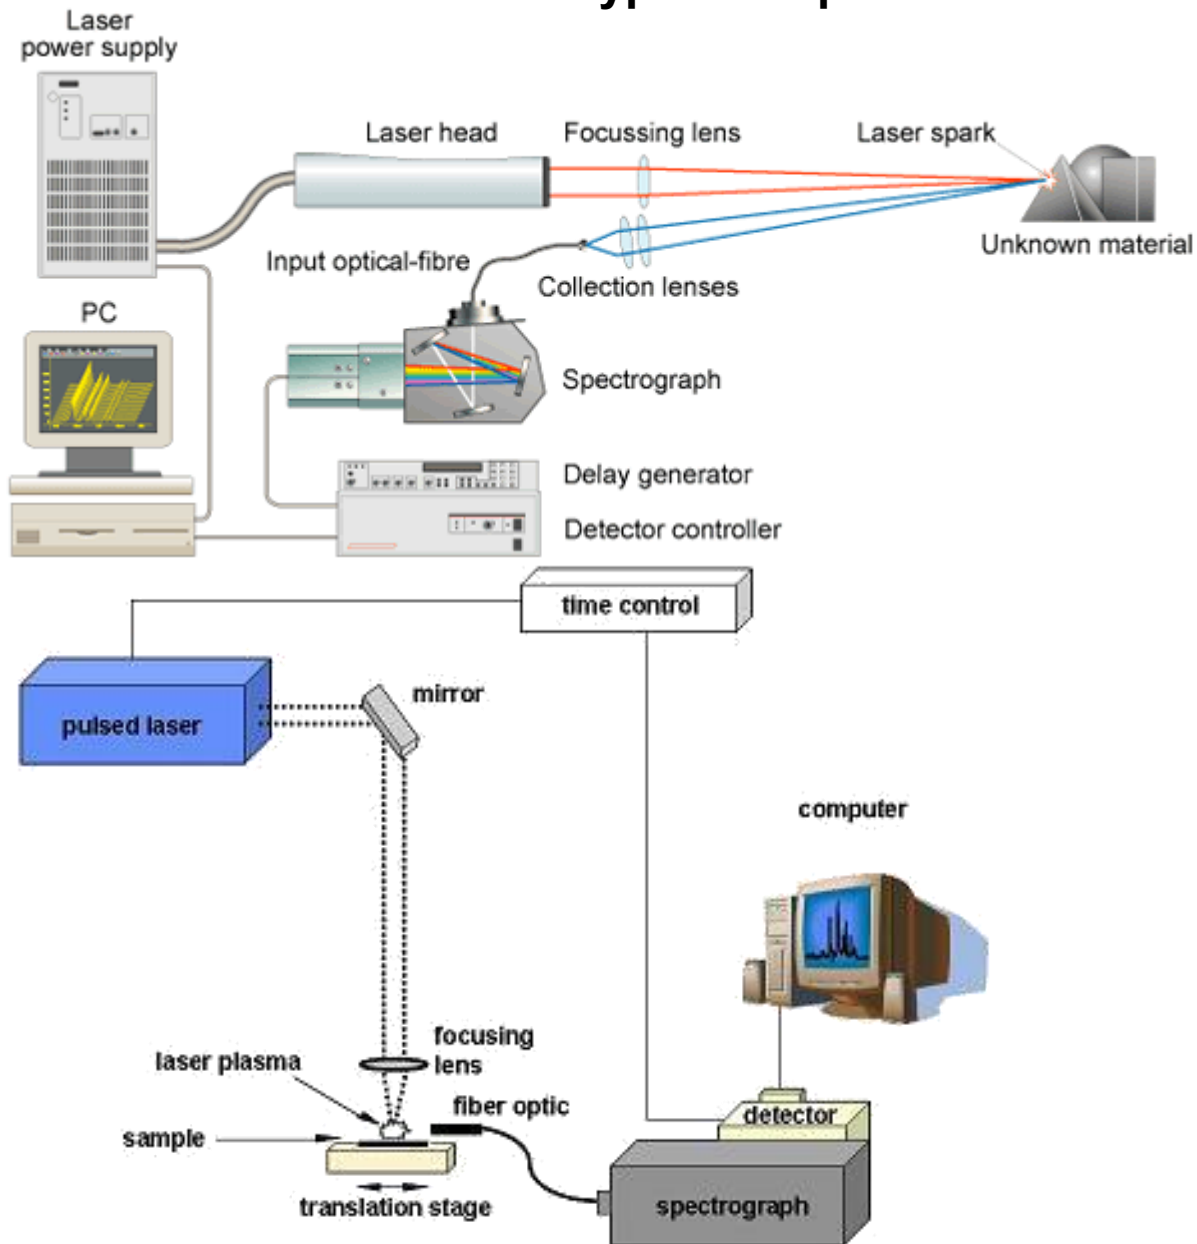 Laser
power supply
Laser head
Focussing lens
Laser spark
Unknown material
Input optical-fibre
Collection lenses
PC
Spectrograph
Delay generator
Detector controller
time control
pulsed laser
mirror
computer
focusing
lens
laser plasma
fiber optic
detector
sample
translation stage
spectrograph